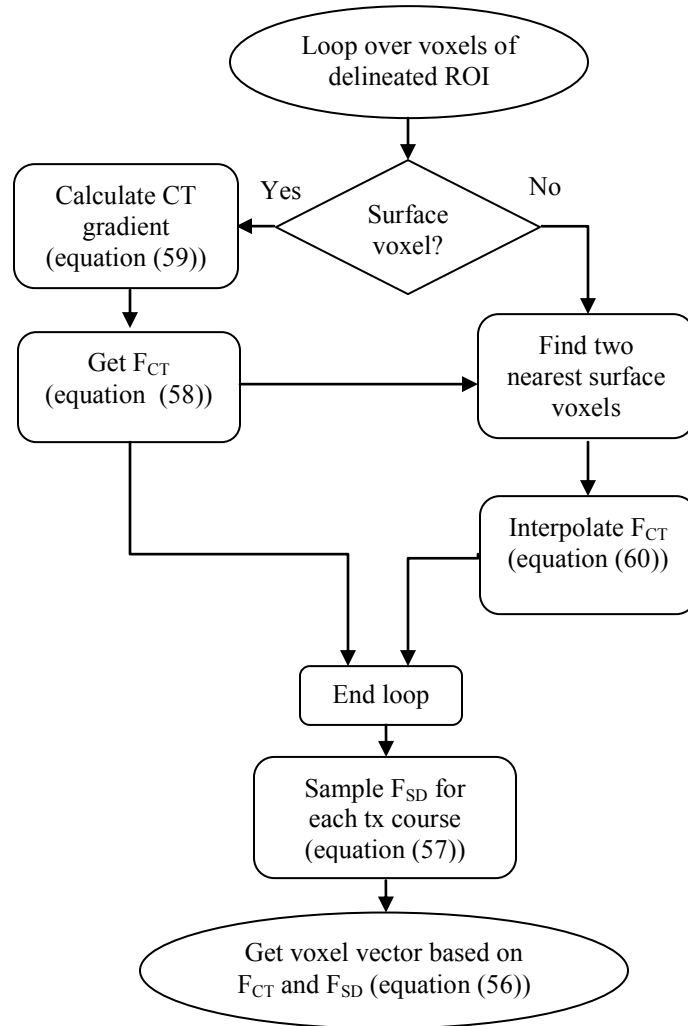 Loop over voxels of
delineated ROI
Yes
No
Calculate CT
gradient
(equation (59))
Surface
voxel?
Get F_CT
(equation (58))
Find two
nearest surface
voxels
Interpolate F_CT
(equation (60))
End loop
Sample F_SD for
each tx course
(equation (57))
Get voxel vector based on
F_CT and F_SD (equation (56))